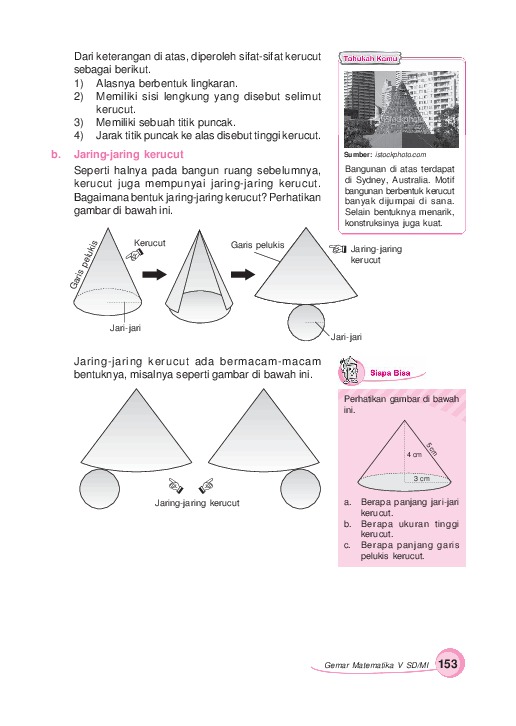 Dari keterangan di atas, diperoleh sifat-sifat kerucut
sebagai berikut.
1) Alasnya berbentuk lingkaran.
2) Memiliki sisi lengkung yang disebut selimut
kerucut.
3) Memiliki sebuah titik puncak.
4) Jarak titik puncak ke alas disebut tinggi kerucut.
b. Jaring-jaring kerucut
Seperti halnya pada bangun ruang sebelumnya,
kerucut juga mempunyai jaring-jaring kerucut.
Bagaimana bentuk jaring-jaring kerucut? Perhatikan
gambar di bawah ini.
Tahukah Kamu
Sumber: istockphoto.com
Bangunan di atas terdapat
di Sydney, Australia. Motif
bangunan berbentuk kerucut
banyak dijumpai di sana.
Selain bentuknya menarik,
konstruksinya juga kuat.
Garis pelukis
Kerucut
Jari-jari
Garis pelukis
Jaring-jaring
kerucut
Jari-jari
Jaring-jaring kerucut ada bermacam-macam
bentuknya, misalnya seperti gambar di bawah ini.
Jaring-jaring kerucut
Siapa Bisa
Perhatikan gambar di bawah
ini.
4 cm
5 cm
3 cm
a. Berapa panjang jari-jari
kerucut.
b. Berapa ukuran tinggi
kerucut.
c. Berapa panjang garis
pelukis kerucut.
Gemar Matematika V SD/MI
153